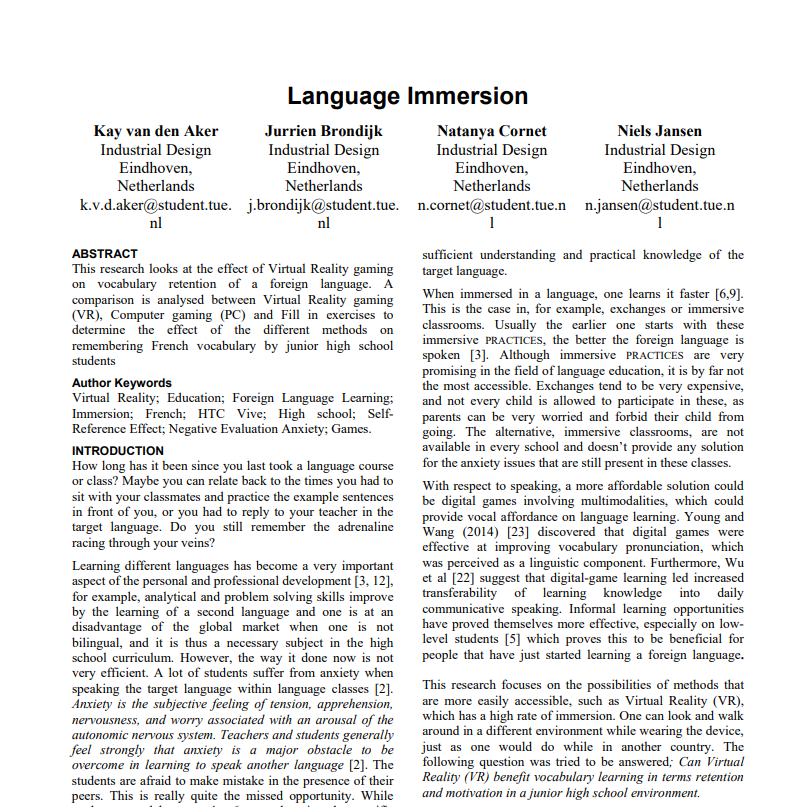 Language Immersion
Kay van den Aker
Industrial Design
Eindhoven,
Netherlands
k.v.d.aker@student.tue.
nl
Jurrien Brondijk
Industrial Design
Eindhoven,
Netherlands
j.brondijk@student.tue.
nl
Natanya Cornet
Industrial Design
Eindhoven,
Netherlands
n.cornet@student.tue.n
l
Niels Jansen
Industrial Design
Eindhoven,
Netherlands
n.jansen@student.tue.n
l
ABSTRACT
This research looks at the effect of Virtual Reality gaming
on vocabulary retention of a foreign language. A
comparison is analysed between Virtual Reality gaming
(VR), Computer gaming (PC) and Fill in exercises to
determine the effect of the different methods on
remembering French vocabulary by junior high school
students
Author Keywords
Virtual Reality; Education; Foreign Language Learning;
Immersion; French; HTC Vive; High school; Self-
Reference Effect; Negative Evaluation Anxiety; Games.
INTRODUCTION
How long has it been since you last took a language course
or class? Maybe you can relate back to the times you had to
sit with your classmates and practice the example sentences
in front of you, or you had to reply to your teacher in the
target language. Do you still remember the adrenaline
racing through your veins?
Learning different languages has become a very important
aspect of the personal and professional development [3, 12],
for example, analytical and problem solving skills improve
by the learning of a second language and one is at an
disadvantage of the global market when one is not
bilingual, and it is thus a necessary subject in the high
school curriculum. However, the way it done now is not
very efficient. A lot of students suffer from anxiety when
speaking the target language within language classes [2].
Anxiety is the subjective feeling of tension, apprehension,
nervousness, and worry associated with an arousal of the
autonomic nervous system. Teachers and students generally
feel strongly that anxiety is a major obstacle to be
overcome in learning to speak another language [2]. The
students are afraid to make mistake in the presence of their
peers. This is really quite the missed opportunity. While
sufficient understanding and practical knowledge of the
target language.
When immersed in a language, one learns it faster [6,9].
This is the case in, for example, exchanges or immersive
classrooms. Usually the earlier one starts with these
immersive PRACTICES, the better the foreign language is
spoken [3]. Although immersive PRACTICES are very
promising in the field of language education, it is by far not
the most accessible. Exchanges tend to be very expensive,
and not every child is allowed to participate in these, as
parents can be very worried and forbid their child from
going. The alternative, immersive classrooms, are not
available in every school and doesn't provide any solution
for the anxiety issues that are still present in these classes.
With respect to speaking, a more affordable solution could
be digital games involving multimodalities, which could
provide vocal affordance on language learning. Young and
Wang (2014) [23] discovered that digital games were
effective at improving vocabulary pronunciation, which
was perceived as a linguistic component. Furthermore, Wu
et al [22] suggest that digital-game learning led increased
transferability of learning knowledge into daily
communicative speaking. Informal learning opportunities
have proved themselves more effective, especially on low-
level students [5] which proves this to be beneficial for
people that have just started learning a foreign language.
This research focuses on the possibilities of methods that
are more easily accessible, such as Virtual Reality (VR),
which has a high rate of immersion. One can look and walk
around in a different environment while wearing the device,
just as one would do while in another country. The
following question was tried to be answered; Can Virtual
Reality (VR) benefit vocabulary learning in terms retention
and motivation in a junior high school environment.